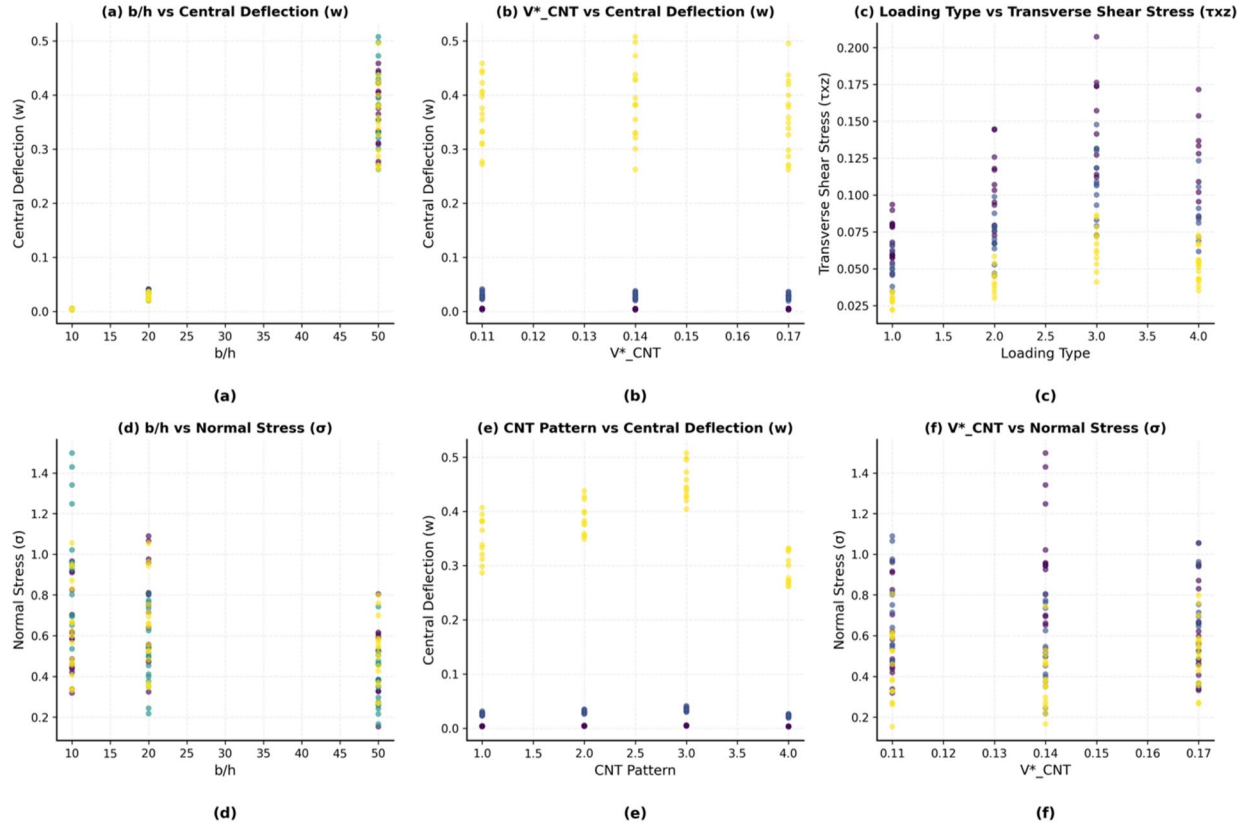 (a) b/h vs Central Deflection (w)
Central Deflection (w)
0.5
0.4
0.3
0.2
0.1
0.0
10 15 20 25 30 35 40 45 50
b/h
(a)
(b) V*_CNT vs Central Deflection (w)
Central Deflection (w)
0.5
0.4
0.3
0.2
0.1
0.0
0.11 0.12 0.13 0.14 0.15 0.16 0.17
V*_CNT
(b)
(c) Loading Type vs Transverse Shear Stress (τxz)
Transverse Shear Stress (τxz)
0.200
0.175
0.150
0.125
0.100
0.075
0.050
0.025
1.0 1.5 2.0 2.5 3.0 3.5 4.0
Loading Type
(c)
(d) b/h vs Normal Stress (σ)
Normal Stress (σ)
1.4
1.2
1.0
0.8
0.6
0.4
0.2
10 15 20 25 30 35 40 45 50
b/h
(d)
(e) CNT Pattern vs Central Deflection (w)
Central Deflection (w)
0.5
0.4
0.3
0.2
0.1
0.0
1.0 1.5 2.0 2.5 3.0 3.5 4.0
CNT Pattern
(e)
(f) V*_CNT vs Normal Stress (σ)
Normal Stress (σ)
1.4
1.2
1.0
0.8
0.6
0.4
0.2
0.11 0.12 0.13 0.14 0.15 0.16 0.17
V*_CNT
(f)